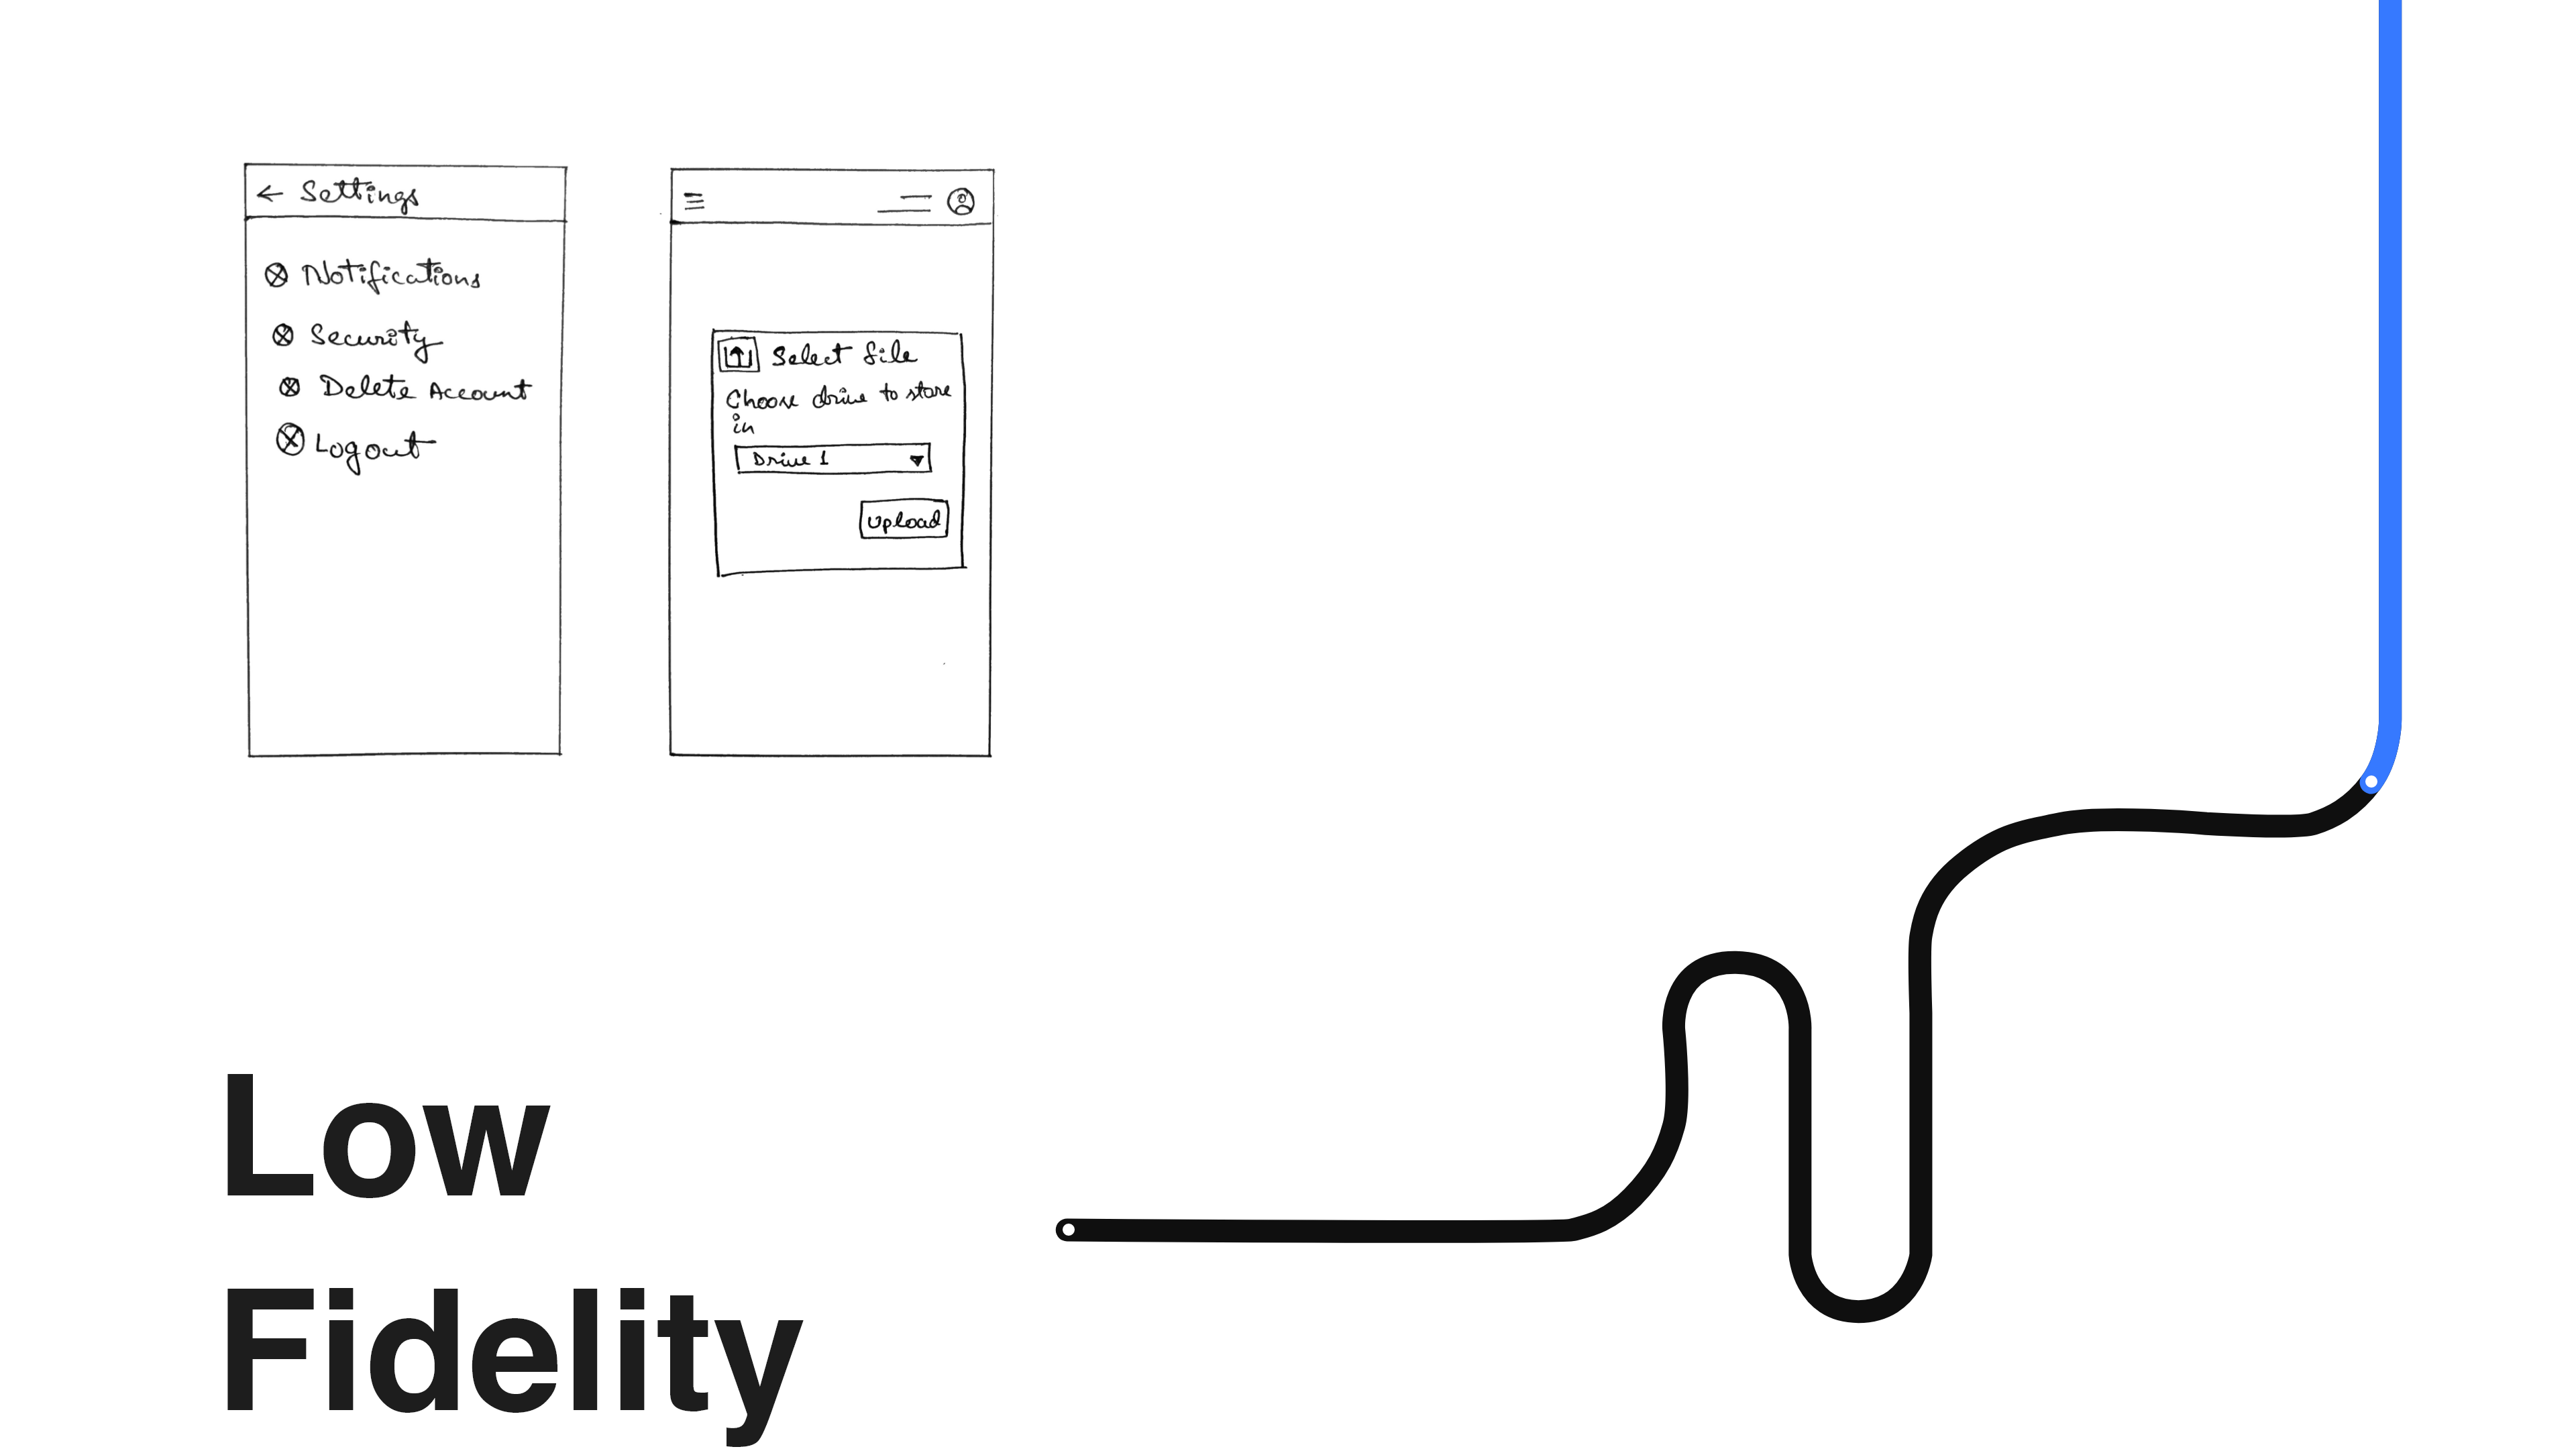 ← Settings
Notifications
Security
Delete Account
Logout
Select file
Choose drive to store
in
Drive 1
Upload
Low
Fidelity